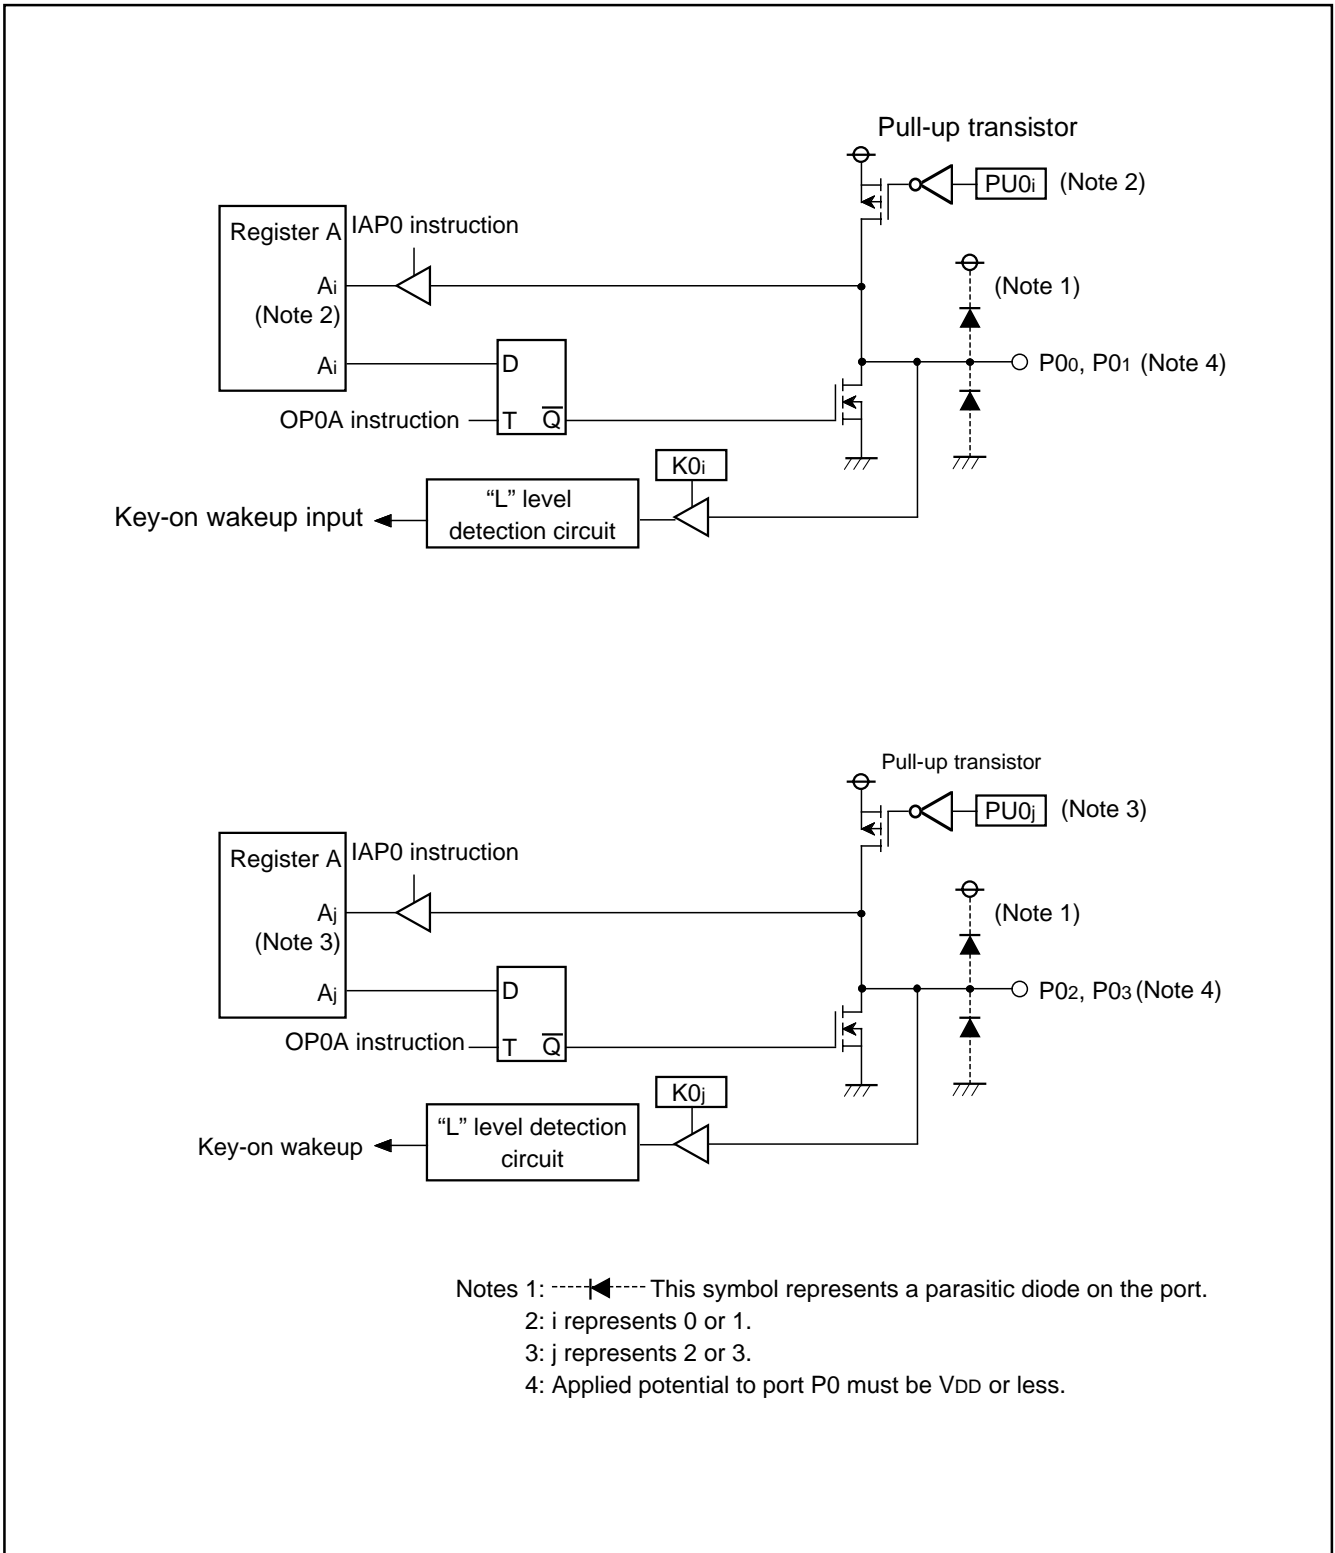 Pull-up transistor
PU0i (Note 2)
Register A
IAP0 instruction
Ai
(Note 2)
(Note 1)
Ai
D
P00, P01 (Note 4)
OP0A instruction
T Q̅
K0i
Key-on wakeup input
“L” level
detection circuit
Pull-up transistor
PU0j (Note 3)
Register A
IAP0 instruction
Aj
(Note 3)
(Note 1)
Aj
D
P02, P03 (Note 4)
OP0A instruction
T Q̅
K0j
Key-on wakeup
“L” level detection
circuit
Notes 1: This symbol represents a parasitic diode on the port.
2: i represents 0 or 1.
3: j represents 2 or 3.
4: Applied potential to port P0 must be VDD or less.